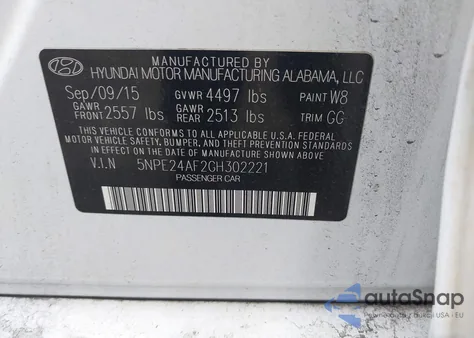 MANUFACTURED BY
HYUNDAI MOTOR MANUFACTURING ALABAMA, LLC
Sep/09/15 GVWR 4497 lbs PAINT W8
GAWR FRONT 2557 lbs GAWR REAR 2513 lbs TRIM GG
THIS VEHICLE CONFORMS TO ALL APPLICABLE U.S.A. FEDERAL
MOTOR VEHICLE SAFETY, BUMPER, AND THEFT PREVENTION
STANDARDS IN EFFECT ON THE DATE OF MANUFACTURE SHOWN ABOVE.
V.I.N 5NPE24AF2GH302221
PASSENGER CAR
autoSnap
USA - EU